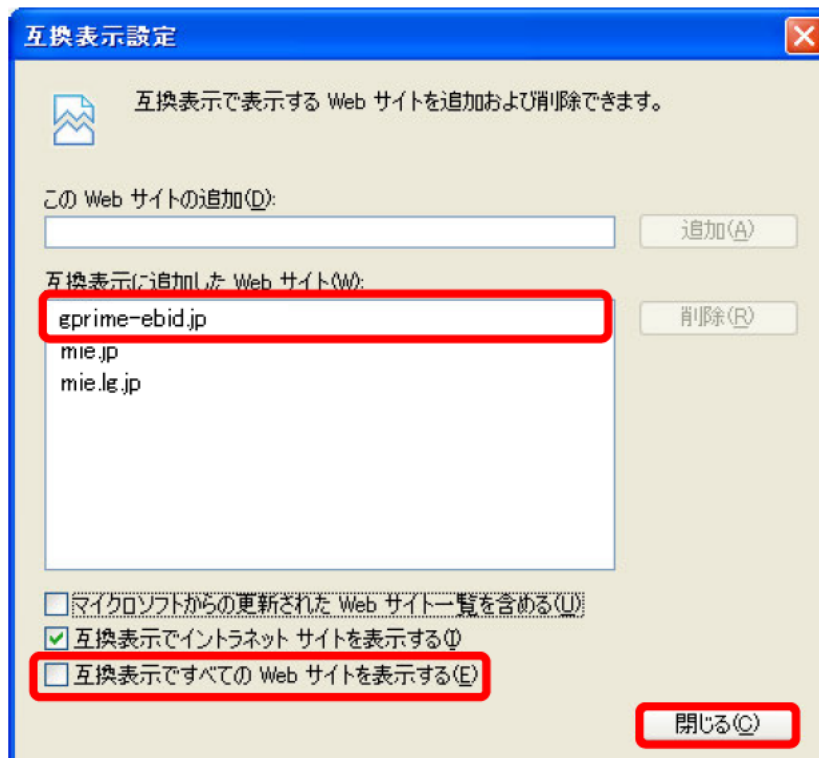 互換表示設定
互換表示で表示する Web サイトを追加および削除できます。
この Web サイトの追加(D):
追加(A)
互換表示に追加した Web サイト(W):
gprime-ebid.jp
削除(R)
mie.jp
mie.lg.jp
マイクロソフトからの更新された Web サイト一覧を含める(U)
互換表示でイントラネット サイトを表示する(I)
互換表示ですべての Web サイトを表示する(E)
閉じる(C)